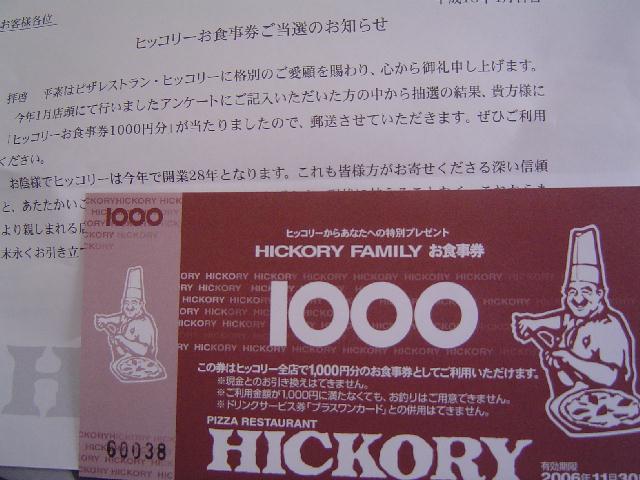 お客様各位
ヒッコリーお食事券ご当選のお知らせ
拝啓 平素はピザレストラン・ヒッコリーに格別のご愛顧を賜わり、心から御礼申し上げます。
今年1月店頭にて行いましたアンケートにご記入いただいた方の中から抽選の結果、貴方様に
「ヒッコリーお食事券1000円分」が当たりましたので、郵送させていただきます。ぜひご利用
ください。
お陰様でヒッコリーは今年で開業28年となります。これも皆様方がお寄せくださる深い信頼
と、あたたかいご
より親しまれる店
末永くお引き立て
HICKORY HICKORY HICKORY
1000
ヒッコリーからあなたへの特別プレゼント
HICKORY FAMILY お食事券
1000
この券はヒッコリー全店で1,000円分のお食事券としてご利用いただけます。
※現金とのお引き換えはできません。
※ご利用金額が1,000円に満たなくても、お釣りはご用意できません。
※ドリンクサービス券「プラスワンカード」との併用はできません。
PIZZA RESTAURANT
HICKORY
60038
有効期限
2006年11月30